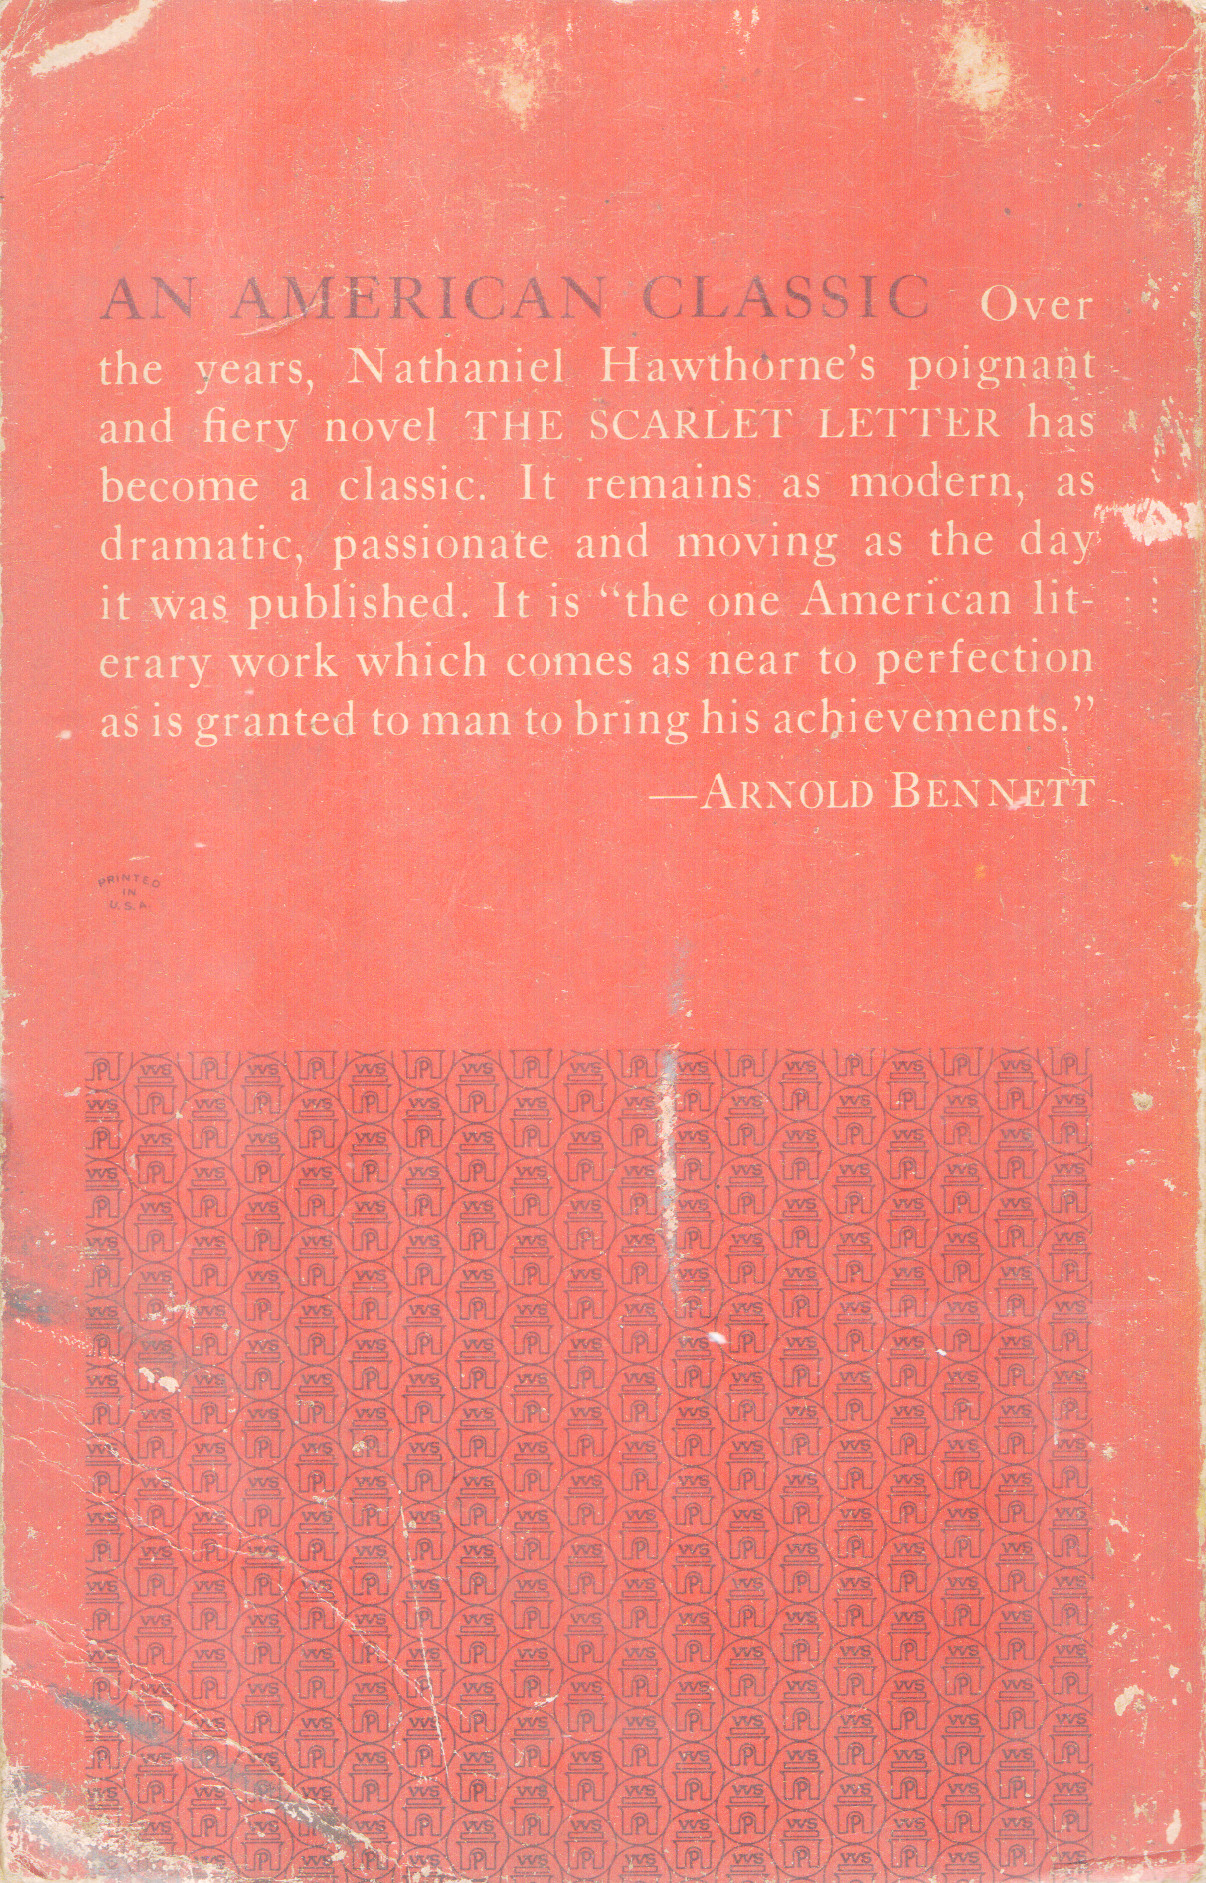 AN AMERICAN CLASSIC Over
the years, Nathaniel Hawthorne's poignant
and fiery novel THE SCARLET LETTER has
become a classic. It remains as modern, as
dramatic, passionate and moving as the day
it was published. It is “the one American lit-
erary work which comes as near to perfection
as is granted to man to bring his achievements.”
—ARNOLD BENNETT
PRINTED
IN
U. S. A.